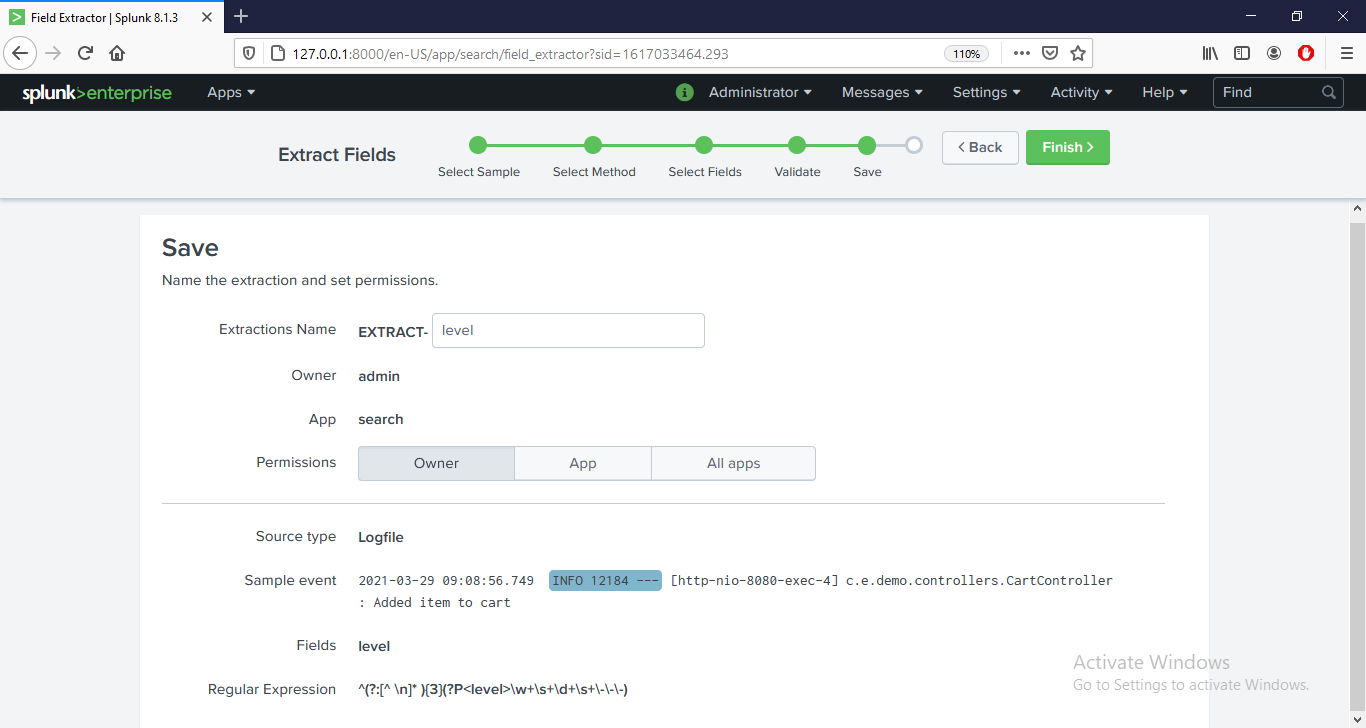 Field Extractor | Splunk 8.1.3
127.0.0.1:8000/en-US/app/search/field_extractor?sid=1617033464.293
110%
splunk>enterprise
Apps
i
Administrator
Messages
Settings
Activity
Help
Find
Extract Fields
Select Sample
Select Method
Select Fields
Validate
Save
< Back
Finish >
Save
Name the extraction and set permissions.
Extractions Name EXTRACT- level
Owner admin
App search
Permissions Owner App All apps
Source type Logfile
Sample event 2021-03-29 09:08:56.749 INFO 12184 --- [http-nio-8080-exec-4] c.e.demo.controllers.CartController
: Added item to cart
Fields level
Regular Expression ^(?:[^ \n]* ){3}(?P<level>\w+\s+\d+\s+\-\-\-)
Activate Windows
Go to Settings to activate Windows.